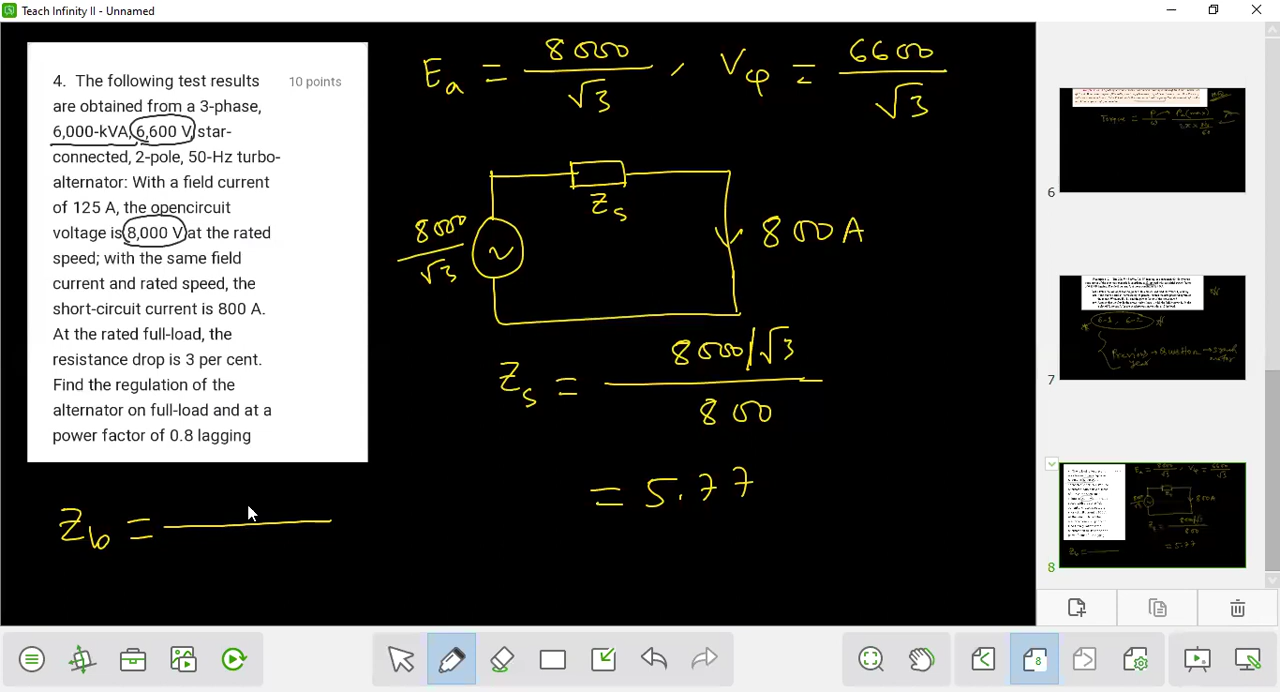 Teach Infinity II - Unnamed
4. The following test results 10 points
are obtained from a 3-phase,
6,000-kVA, 6,600 V, star-
connected, 2-pole, 50-Hz turbo-
alternator: With a field current
of 125 A, the opencircuit
voltage is 8,000 V at the rated
speed; with the same field
current and rated speed, the
short-circuit current is 800 A.
At the rated full-load, the
resistance drop is 3 per cent.
Find the regulation of the
alternator on full-load and at a
power factor of 0.8 lagging
Ea = 8000/√3 , Vφ = 6600/√3
Zs
8000/√3
~
800A
Zs = 8000/√3 / 800
= 5.77
Zb =
6
7
8
8